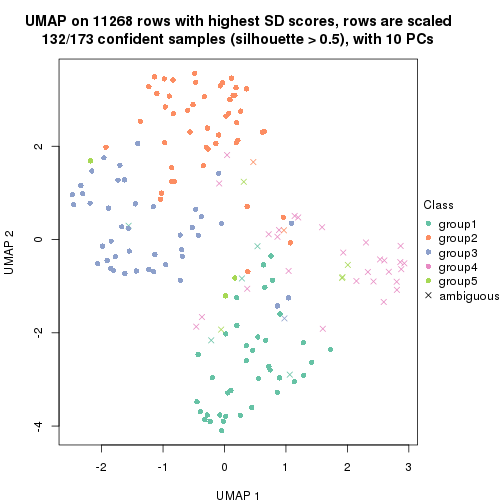 UMAP on 11268 rows with highest SD scores, rows are scaled
132/173 confident samples (silhouette > 0.5), with 10 PCs
UMAP 2
2
0
-2
-4
-2
-1
0
1
2
3
UMAP 1
Class
group1
group2
group3
group4
group5
ambiguous